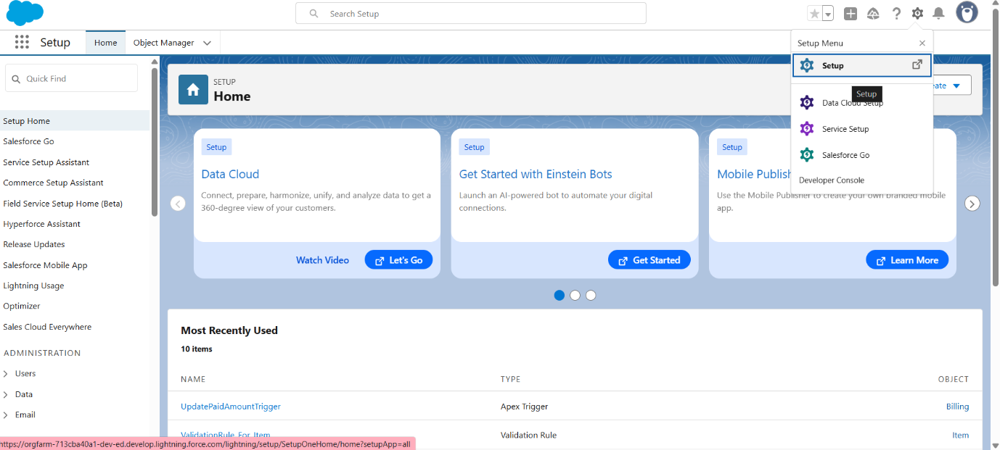 Search Setup
Setup
Home
Object Manager
Setup Menu
Setup
Setup
Data Cloud Setup
Service Setup
Salesforce Go
Developer Console
Quick Find
Setup Home
Salesforce Go
Service Setup Assistant
Commerce Setup Assistant
Field Service Setup Home (Beta)
Hyperforce Assistant
Release Updates
Salesforce Mobile App
Lightning Usage
Optimizer
Sales Cloud Everywhere
ADMINISTRATION
Users
Data
Email
SETUP
Home
Setup
Data Cloud
Connect, prepare, harmonize, unify, and analyze data to get a
360-degree view of your customers.
Watch Video
Let's Go
Setup
Get Started with Einstein Bots
Launch an AI-powered bot to automate your digital
connections.
Get Started
Setup
Mobile Publish
Use the Mobile Publisher to create your own branded mobile
app.
Learn More
Most Recently Used
10 items
NAME TYPE OBJECT
UpdatePaidAmountTrigger Apex Trigger Billing
ValidationRule_For_Item Validation Rule Item
https://orgfarm-713cba40a1-dev-ed.develop.lightning.force.com/lightning/setup/SetupOneHome/home?setupApp=all